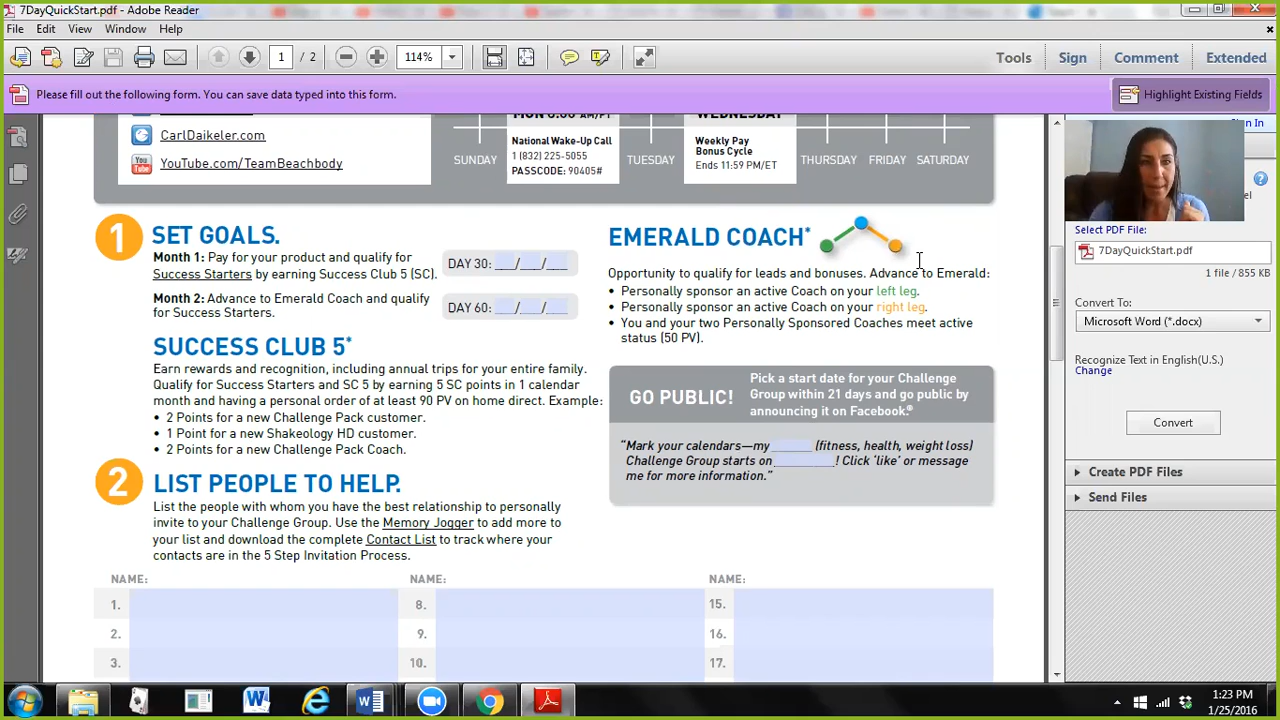 7DayQuickStart.pdf - Adobe Reader
File Edit View Window Help
1 / 2 114% Tools Sign Comment Extended
Please fill out the following form. You can save data typed into this form. Highlight Existing Fields
Sign In
CarlDaikeler.com
YouTube.com/TeamBeachbody
WEDNESDAY
National Wake-Up Call
1 (832) 225-5055
PASSCODE: 90405#
Weekly Pay
Bonus Cycle
Ends 11:59 PM/ET
SUNDAY TUESDAY THURSDAY FRIDAY SATURDAY
1 SET GOALS.
Month 1: Pay for your product and qualify for
Success Starters by earning Success Club 5 (SC).
DAY 30: __/__/___
Month 2: Advance to Emerald Coach and qualify
for Success Starters.
DAY 60: __/__/___
SUCCESS CLUB 5*
Earn rewards and recognition, including annual trips for your entire family.
Qualify for Success Starters and SC 5 by earning 5 SC points in 1 calendar
month and having a personal order of at least 90 PV on home direct. Example:
• 2 Points for a new Challenge Pack customer.
• 1 Point for a new Shakeology HD customer.
• 2 Points for a new Challenge Pack Coach.
EMERALD COACH*
Opportunity to qualify for leads and bonuses. Advance to Emerald:
• Personally sponsor an active Coach on your left leg.
• Personally sponsor an active Coach on your right leg.
• You and your two Personally Sponsored Coaches meet active
status (50 PV).
GO PUBLIC!
Pick a start date for your Challenge
Group within 21 days and go public by
announcing it on Facebook.®
"Mark your calendars—my _____ (fitness, health, weight loss)
Challenge Group starts on ________! Click 'like' or message
me for more information."
2 LIST PEOPLE TO HELP.
List the people with whom you have the best relationship to personally
invite to your Challenge Group. Use the Memory Jogger to add more to
your list and download the complete Contact List to track where your
contacts are in the 5 Step Invitation Process.
NAME: NAME: NAME:
1. 8. 15.
2. 9. 16.
3. 10. 17.
Select PDF File:
7DayQuickStart.pdf
1 file / 855 KB
Convert To:
Microsoft Word (*.docx)
Recognize Text in English(U.S.)
Change
Convert
Create PDF Files
Send Files
1:23 PM
1/25/2016